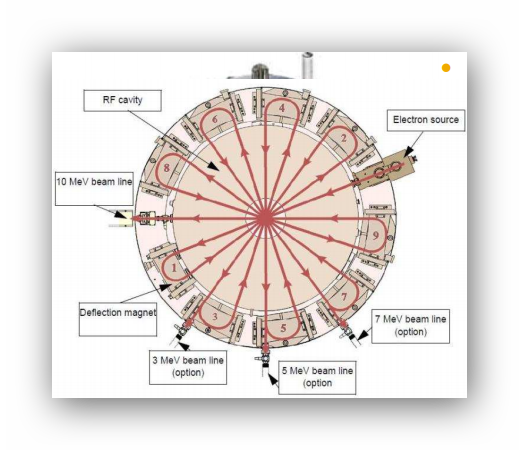 RF cavity
Electron source
10 MeV beam line
Deflection magnet
3 MeV beam line
(option)
5 MeV beam line
(option
7 MeV beam line
(option)
4
6
2
8
9
1
7
3
5